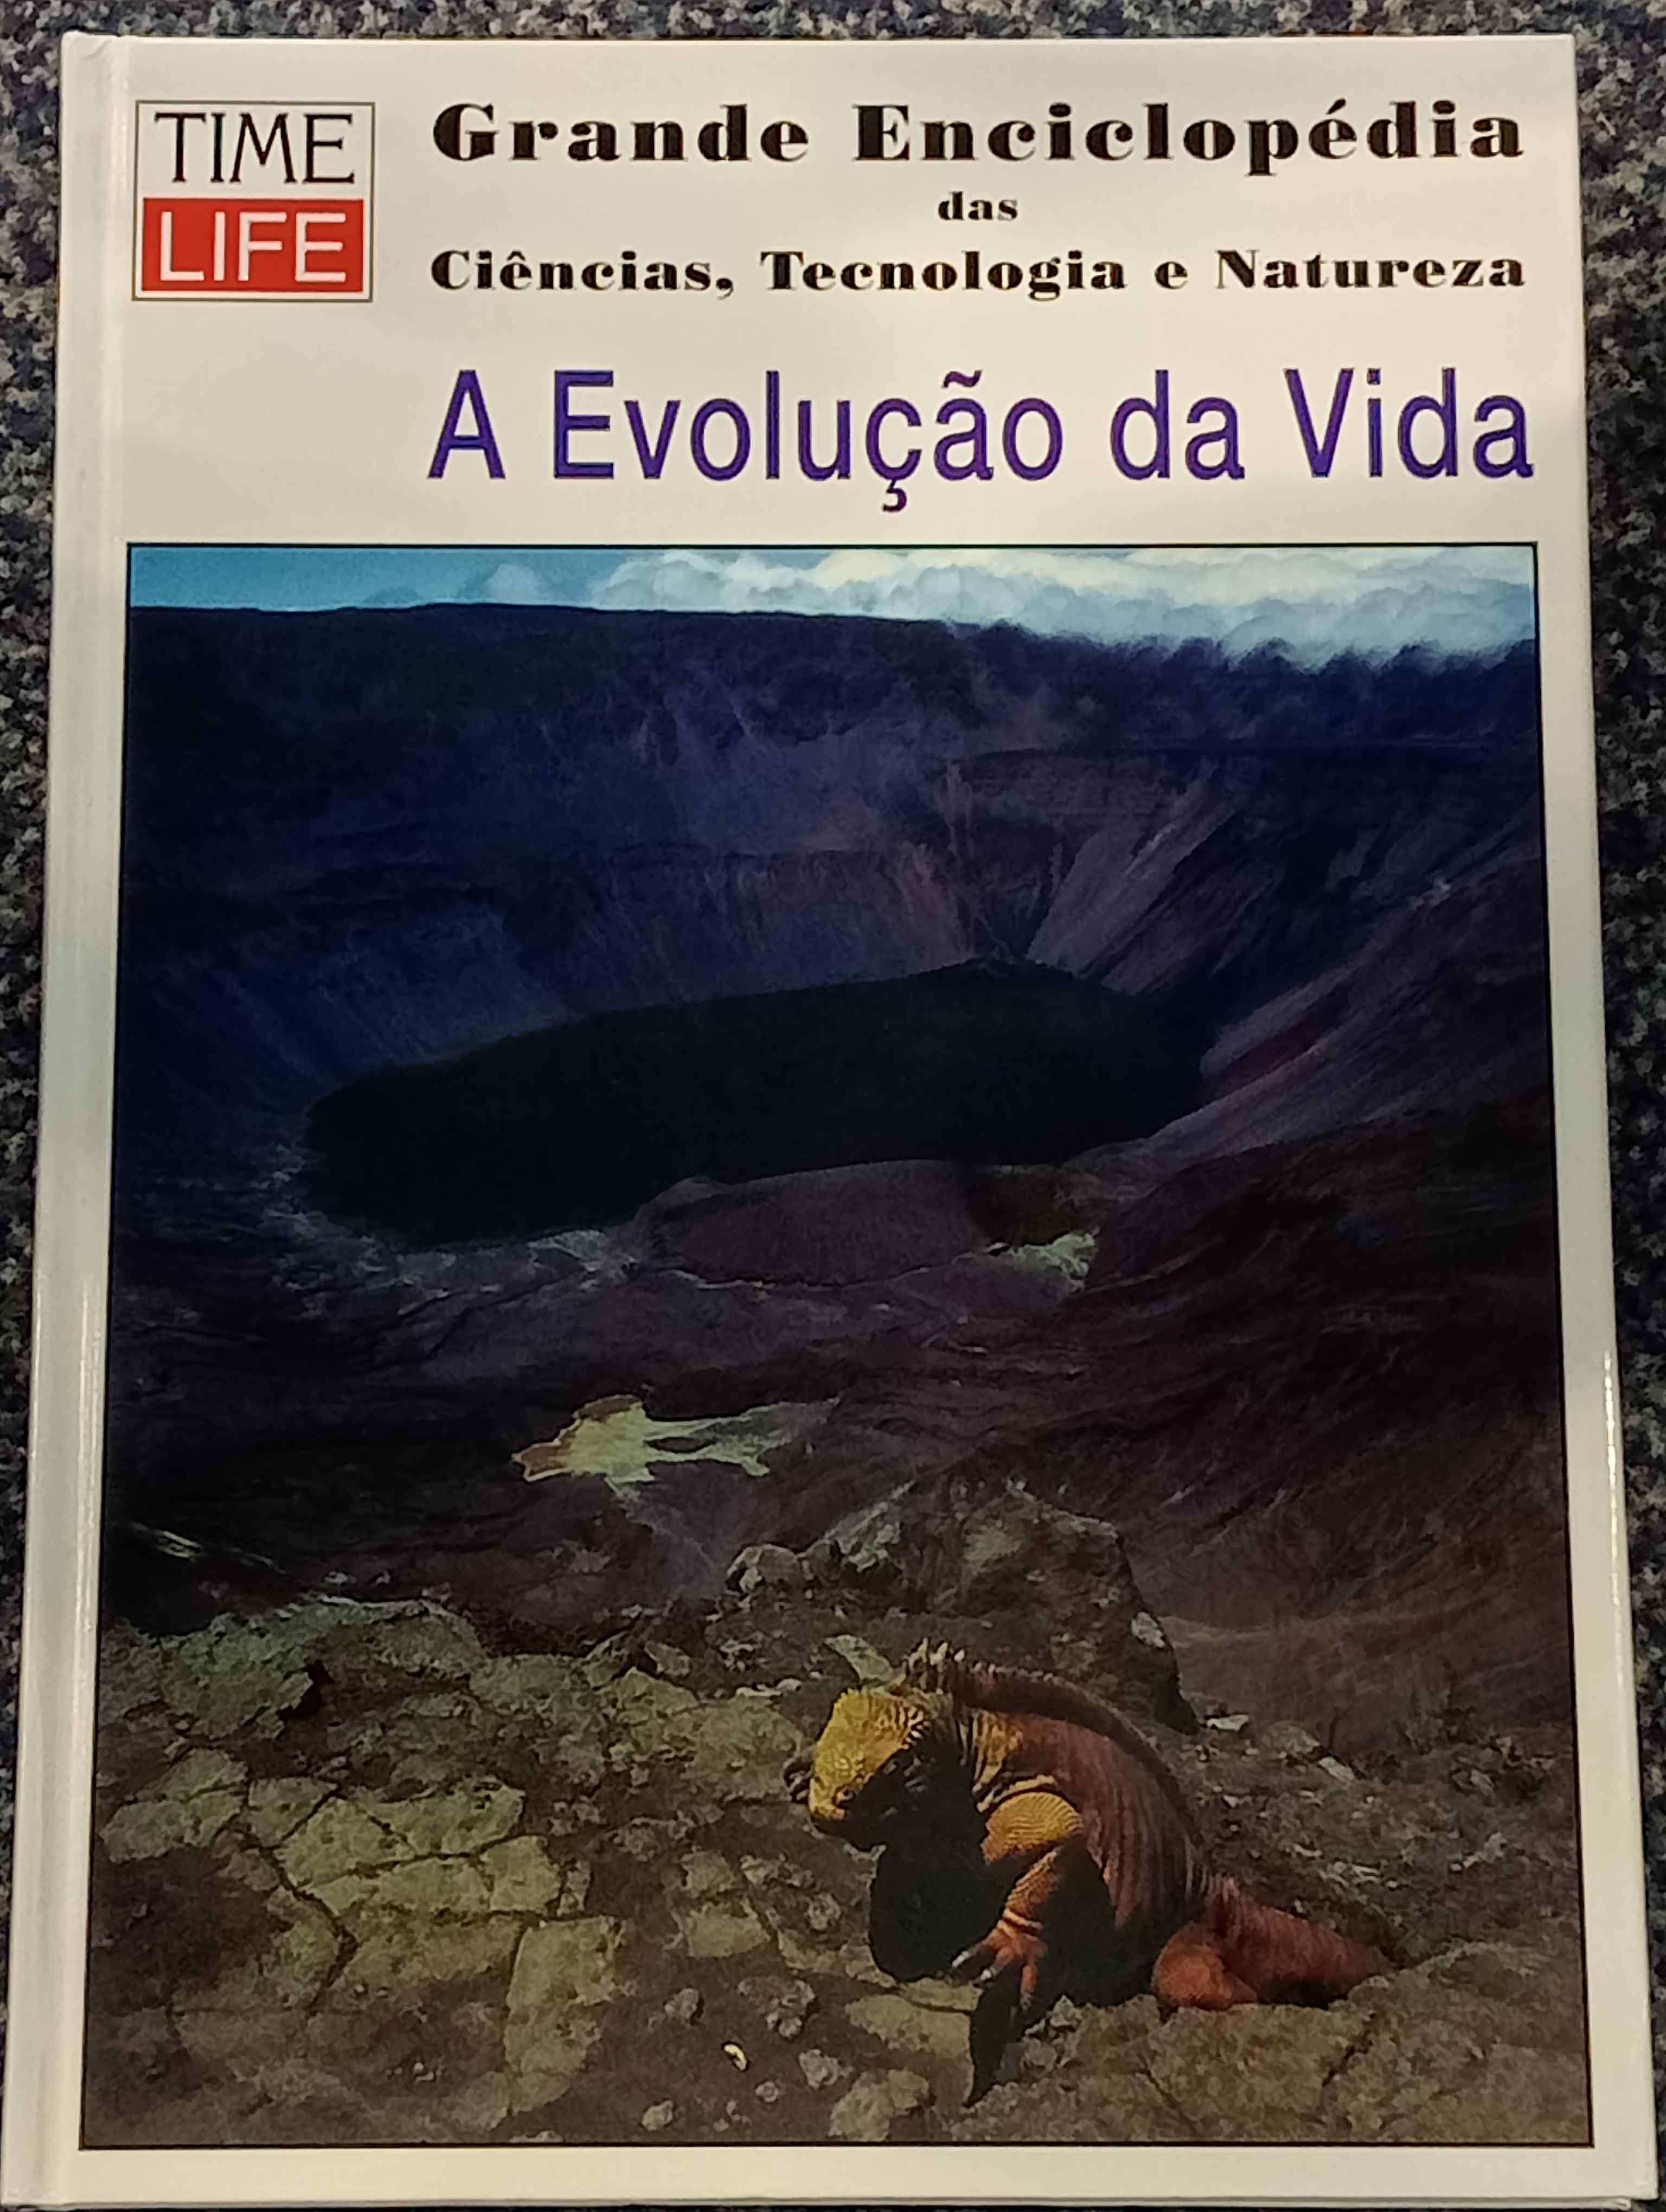 TIME
LIFE
Grande Enciclopédia
das
Ciências, Tecnologia e Natureza
A Evolução da Vida